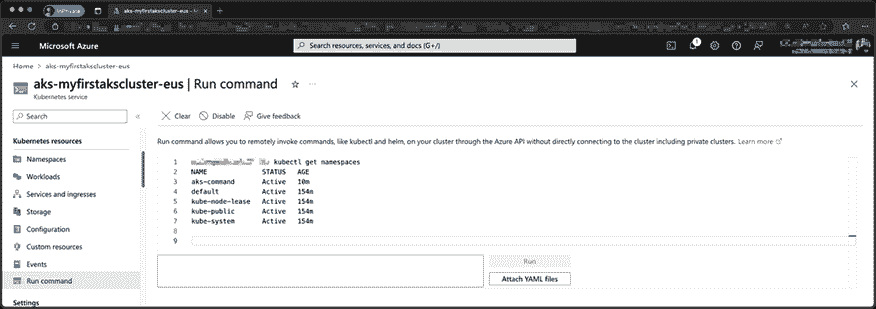 InPrivate
aks-myfirstakscluster-eus - Mi
Microsoft Azure
Search resources, services, and docs (G+/)
1
Home > aks-myfirstakscluster-eus
aks-myfirstakscluster-eus | Run command
Kubernetes service
Search
Clear
Disable
Give feedback
Run command allows you to remotely invoke commands, like kubectl and helm, on your cluster through the Azure API without directly connecting to the cluster including private clusters. Learn more
Kubernetes resources
Namespaces
Workloads
Services and ingresses
Storage
Configuration
Custom resources
Events
Run command
Settings
1 kubectl get namespaces
2 NAME STATUS AGE
3 aks-command Active 10m
4 default Active 154m
5 kube-node-lease Active 154m
6 kube-public Active 154m
7 kube-system Active 154m
8
9
Run
Attach YAML files